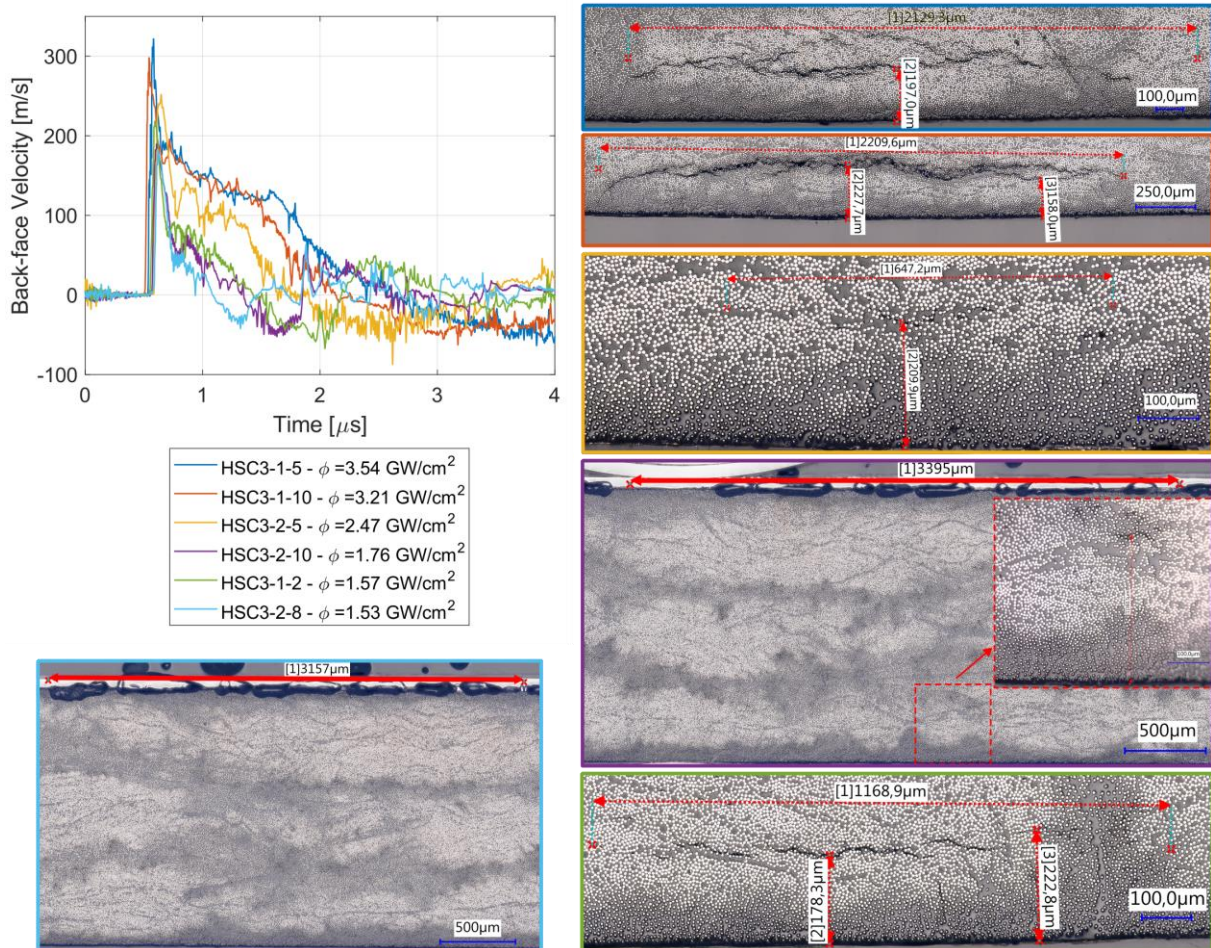 Back-face Velocity [m/s]
300
200
100
0
-100
0
1
2
3
4
Time [μs]
HSC3-1-5 - ϕ =3.54 GW/cm²
HSC3-1-10 - ϕ =3.21 GW/cm²
HSC3-2-5 - ϕ =2.47 GW/cm²
HSC3-2-10 - ϕ =1.76 GW/cm²
HSC3-1-2 - ϕ =1.57 GW/cm²
HSC3-2-8 - ϕ =1.53 GW/cm²
[1]3157µm
500µm
[1]2129.3µm
[2]197,0µm
100,0µm
[1]2209,6µm
[2]227,7µm
[3]158,0µm
250,0µm
[1]647,2µm
[2]209,9µm
100,0µm
[1]3395µm
100,0µm
500µm
[1]1168,9µm
[2]178,3µm
[3]222,8µm
100,0µm